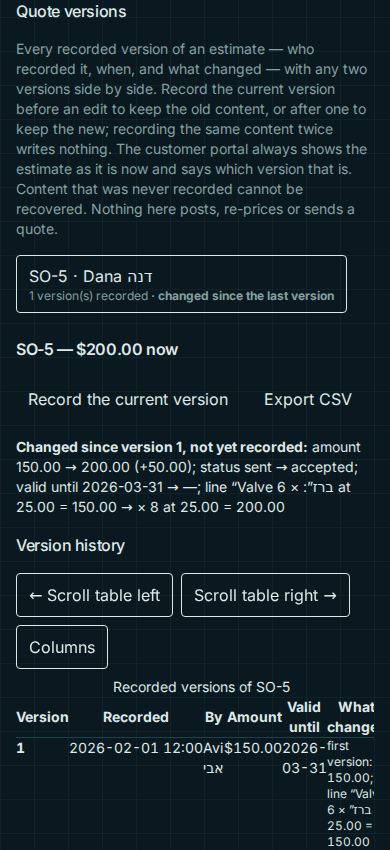 Quote versions
Every recorded version of an estimate — who
recorded it, when, and what changed — with any two
versions side by side. Record the current version
before an edit to keep the old content, or after one to
keep the new; recording the same content twice
writes nothing. The customer portal always shows the
estimate as it is now and says which version that is.
Content that was never recorded cannot be
recovered. Nothing here posts, re-prices or sends a
quote.
SO-5 · Dana דנה
1 version(s) recorded · changed since the last version
SO-5 — $200.00 now
Record the current version Export CSV
Changed since version 1, not yet recorded: amount
150.00 → 200.00 (+50.00); status sent → accepted;
valid until 2026-03-31 → —; line “Valve ברז”: × 6 at
25.00 = 150.00 → × 8 at 25.00 = 200.00
Version history
← Scroll table left Scroll table right →
Columns
Recorded versions of SO-5
Version Recorded By Amount Valid until What change
1 2026-02-01 12:00 Avi אבי $150.00 2026-03-31 first
version:
150.00;
line “Val
ברז” × 6
25.00 =
150.00